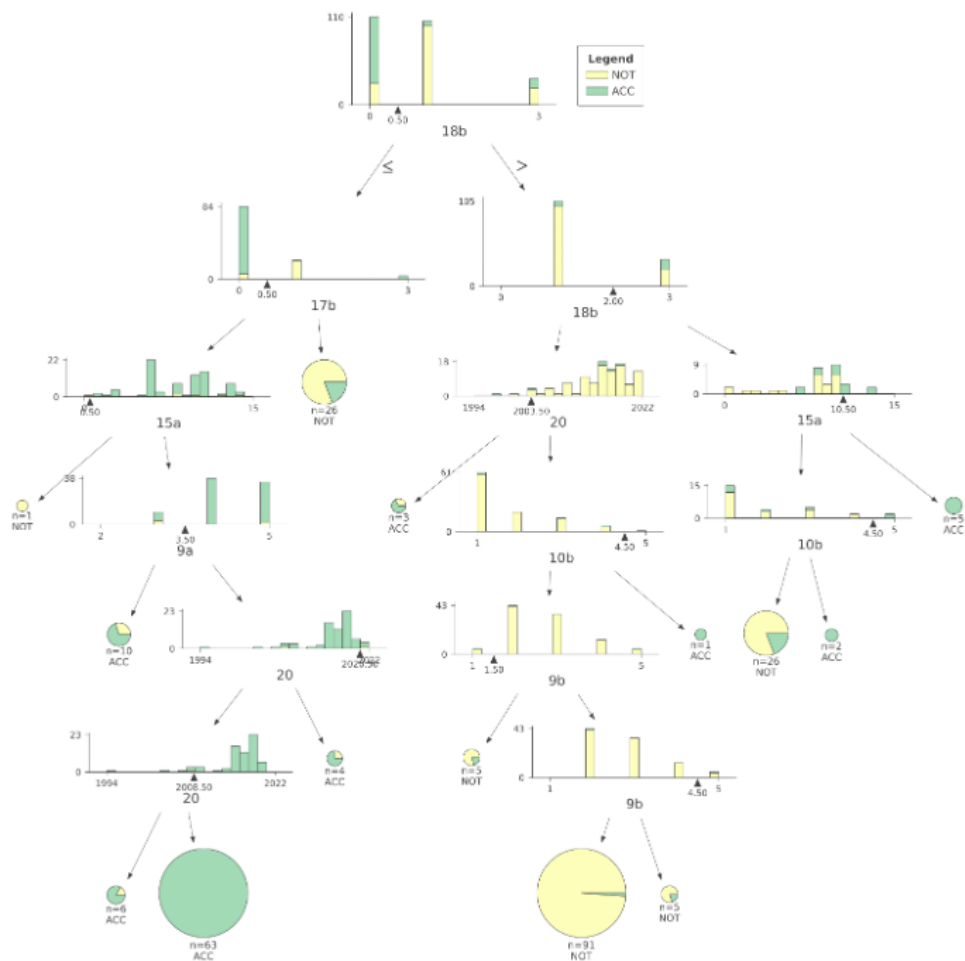 110
Legend
NOT
ACC
0
0
0.50
3
18b
≤
>
84
0
0
0.50
3
17b
105
0
0
2.00
3
18b
22
0
0.50
15
15a
n=26
NOT
18
0
1994
2003.50
2022
20
9
0
0
10.50
15
15a
n=1
NOT
38
0
2
3.50
5
9a
n=3
ACC
61
0
1
4.50
5
10b
15
0
1
4.50
5
10b
n=5
ACC
n=10
ACC
23
0
1994
2022
20
43
0
1
1.50
5
9b
n=1
ACC
n=26
NOT
n=2
ACC
23
0
1994
2008.50
2022
20
n=4
ACC
n=5
NOT
43
0
1
4.50
5
9b
n=6
ACC
n=63
ACC
n=91
NOT
n=5
NOT